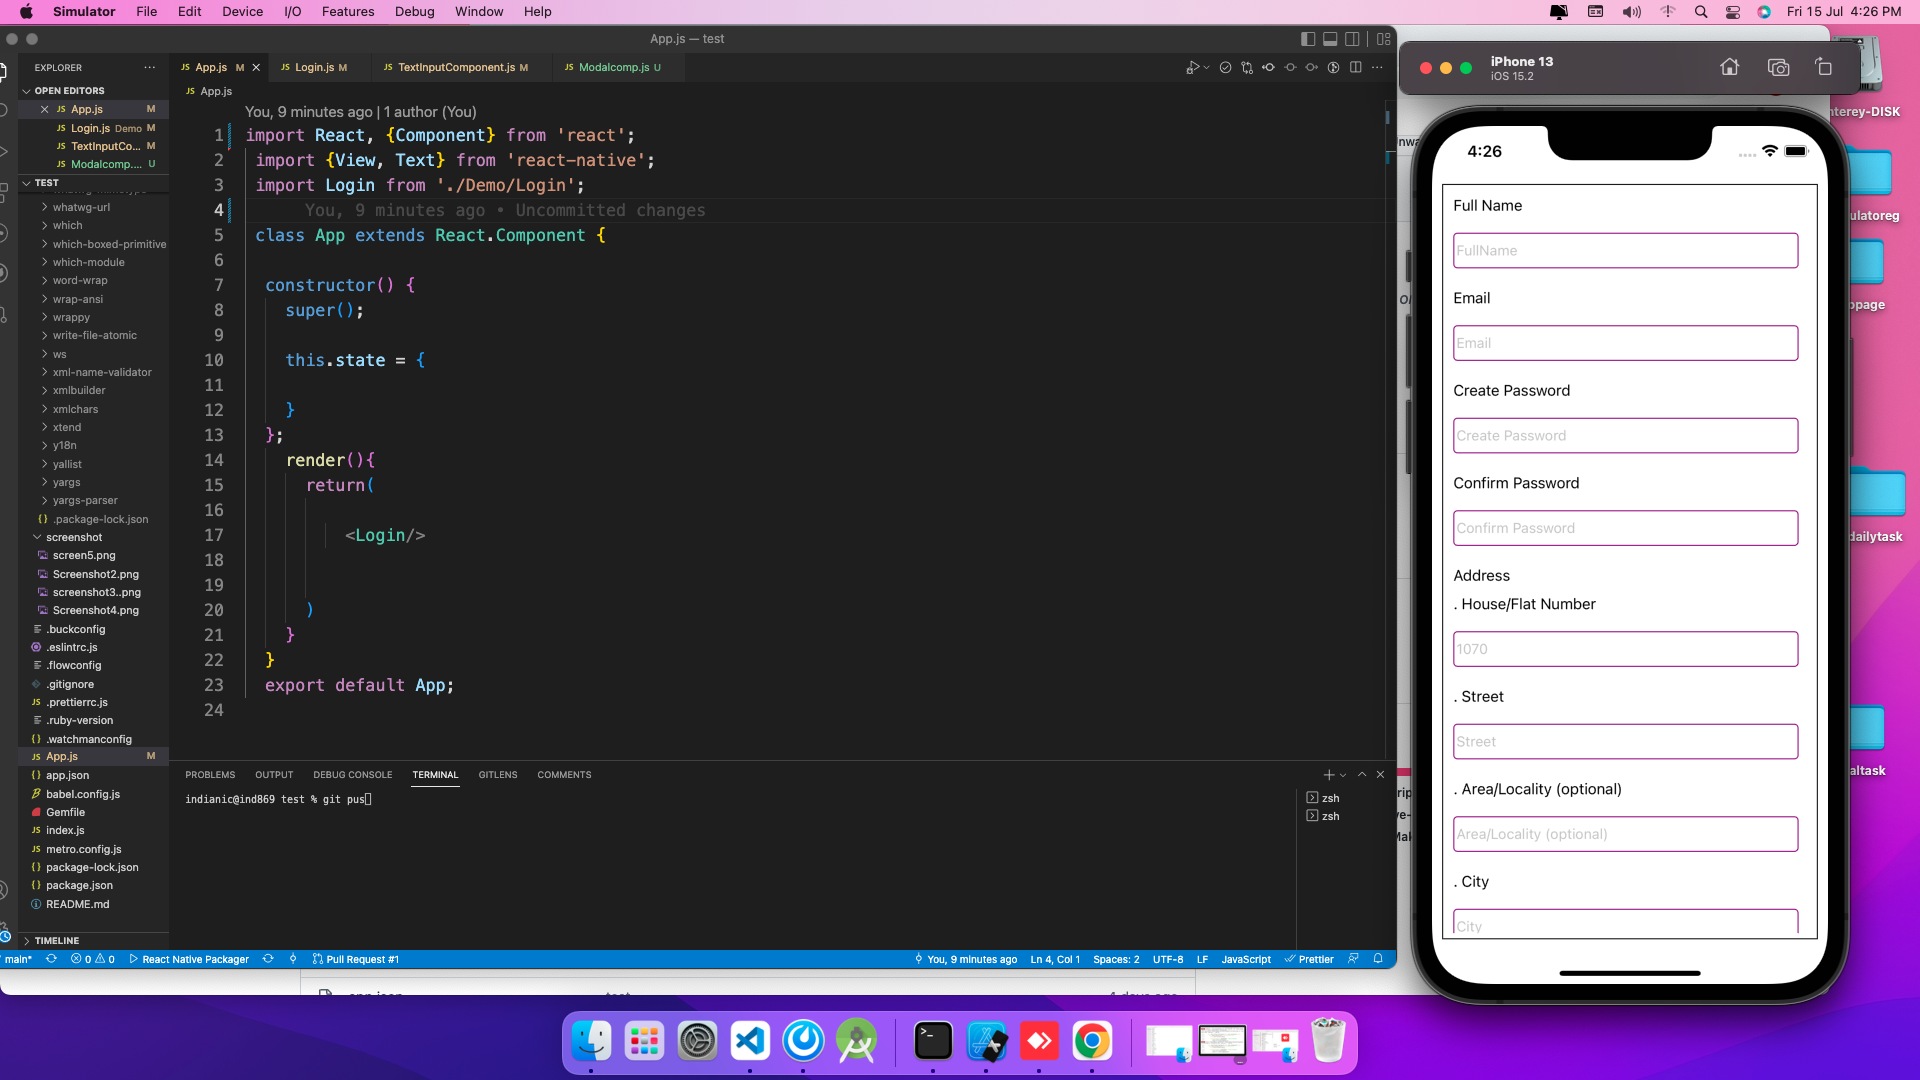 Simulator File Edit Device I/O Features Debug Window Help
Fri 15 Jul 4:26 PM
App.js — test
EXPLORER
OPEN EDITORS
JS App.js M
JS Login.js Demo M
JS TextInputCo... M
JS Modalcomp.... U
TEST
whatwg-url
which
which-boxed-primitive
which-module
word-wrap
wrap-ansi
wrappy
write-file-atomic
ws
xml-name-validator
xmlbuilder
xmlchars
xtend
y18n
yallist
yargs
yargs-parser
{} .package-lock.json
screenshot
screen5.png
Screenshot2.png
screenshot3..png
Screenshot4.png
.buckconfig
.eslintrc.js
.flowconfig
.gitignore
JS .prettierrc.js
.ruby-version
{} .watchmanconfig
JS App.js M
{} app.json
babel.config.js
Gemfile
JS index.js
JS metro.config.js
{} package-lock.json
{} package.json
README.md
TIMELINE
JS App.js M
JS Login.js M
JS TextInputComponent.js M
JS Modalcomp.js U
JS App.js
You, 9 minutes ago | 1 author (You)
1 import React, {Component} from 'react';
2 import {View, Text} from 'react-native';
3 import Login from './Demo/Login';
4 You, 9 minutes ago • Uncommitted changes
5 class App extends React.Component {
6
7 constructor() {
8 super();
9
10 this.state = {
11
12 }
13 };
14 render(){
15 return(
16
17 <Login/>
18
19
20 )
21 }
22 }
23 export default App;
24
PROBLEMS OUTPUT DEBUG CONSOLE TERMINAL GITLENS COMMENTS
indianic@ind869 test % git pus
zsh
zsh
main* 0 0 React Native Packager Pull Request #1
You, 9 minutes ago Ln 4, Col 1 Spaces: 2 UTF-8 LF JavaScript Prettier
iPhone 13
iOS 15.2
4:26
Full Name
FullName
Email
Email
Create Password
Create Password
Confirm Password
Confirm Password
Address
. House/Flat Number
1070
. Street
Street
. Area/Locality (optional)
Area/Locality (optional)
. City
City
nterey-DISK
ulatoreg
opage
dailytask
altask